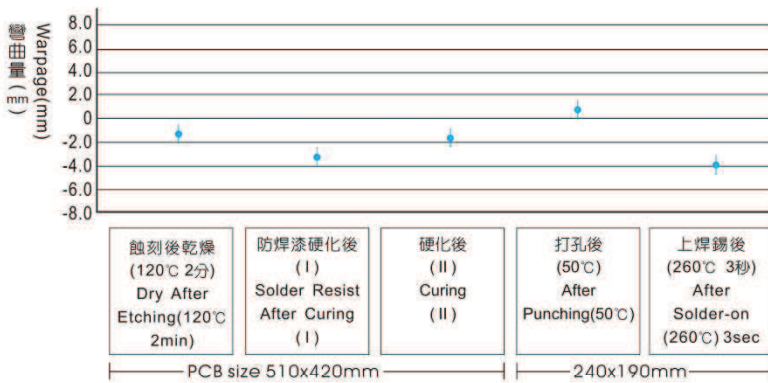 彎曲量(mm)
Warpage(mm)
8.0
6.0
4.0
2.0
0
-2.0
-4.0
-6.0
-8.0
蝕刻後乾燥
(120℃ 2分)
Dry After
Etching(120℃
2min)
防焊漆硬化後
(I)
Solder Resist
After Curing
(I)
硬化後
(II)
Curing
(II)
打孔後
(50℃)
After
Punching(50℃)
上焊錫後
(260℃ 3秒)
After
Solder-on
(260℃) 3sec
PCB size 510x420mm
240x190mm